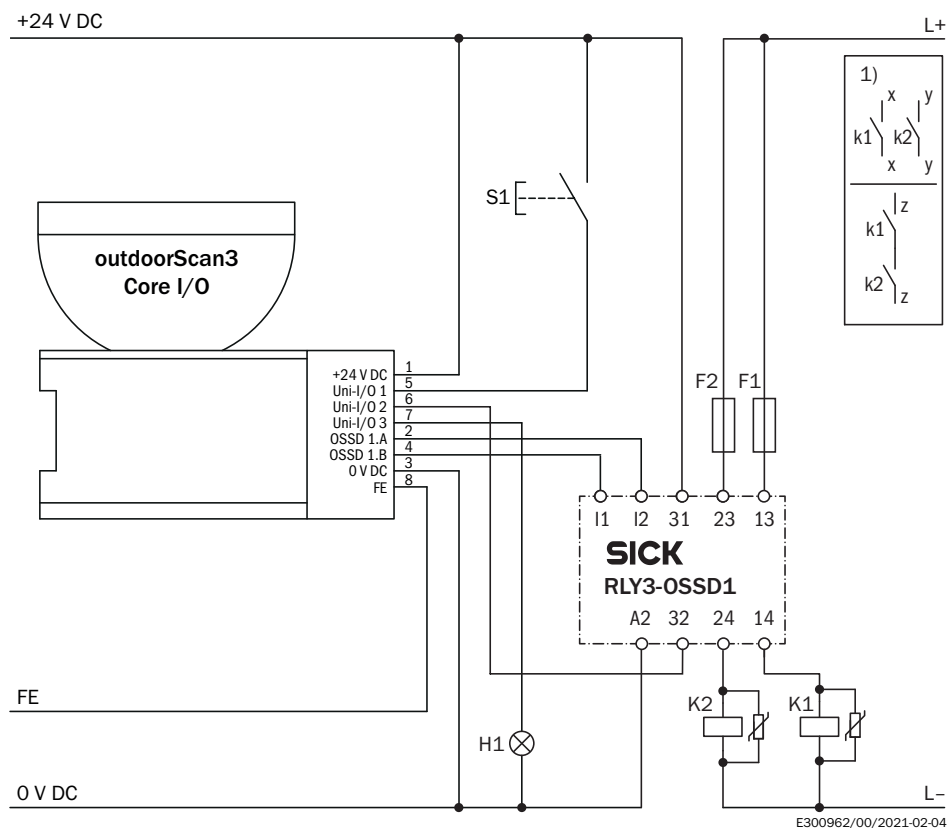 +24 V DC
L+
1)
x
y
k1
k2
x
y
z
k1
k2
z
S1
outdoorScan3
Core I/O
+24 V DC 1
Uni-I/O 1 5
Uni-I/O 2 6
Uni-I/O 3 7
OSSD 1.A 2
OSSD 1.B 4
0 V DC 3
FE 8
F2 F1
I1 I2 31 23 13
SICK
RLY3-OSSD1
A2 32 24 14
FE
K2
K1
H1
0 V DC
L–
E300962/00/2021-02-04